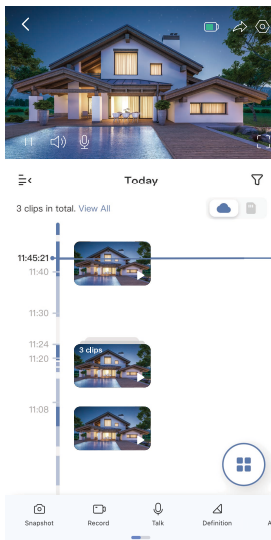 Today
3 clips in total. View All
11:45:21
11:40
11:30
11:24
3 clips
11:20
11:08
Snapshot
Record
Talk
Definition
A